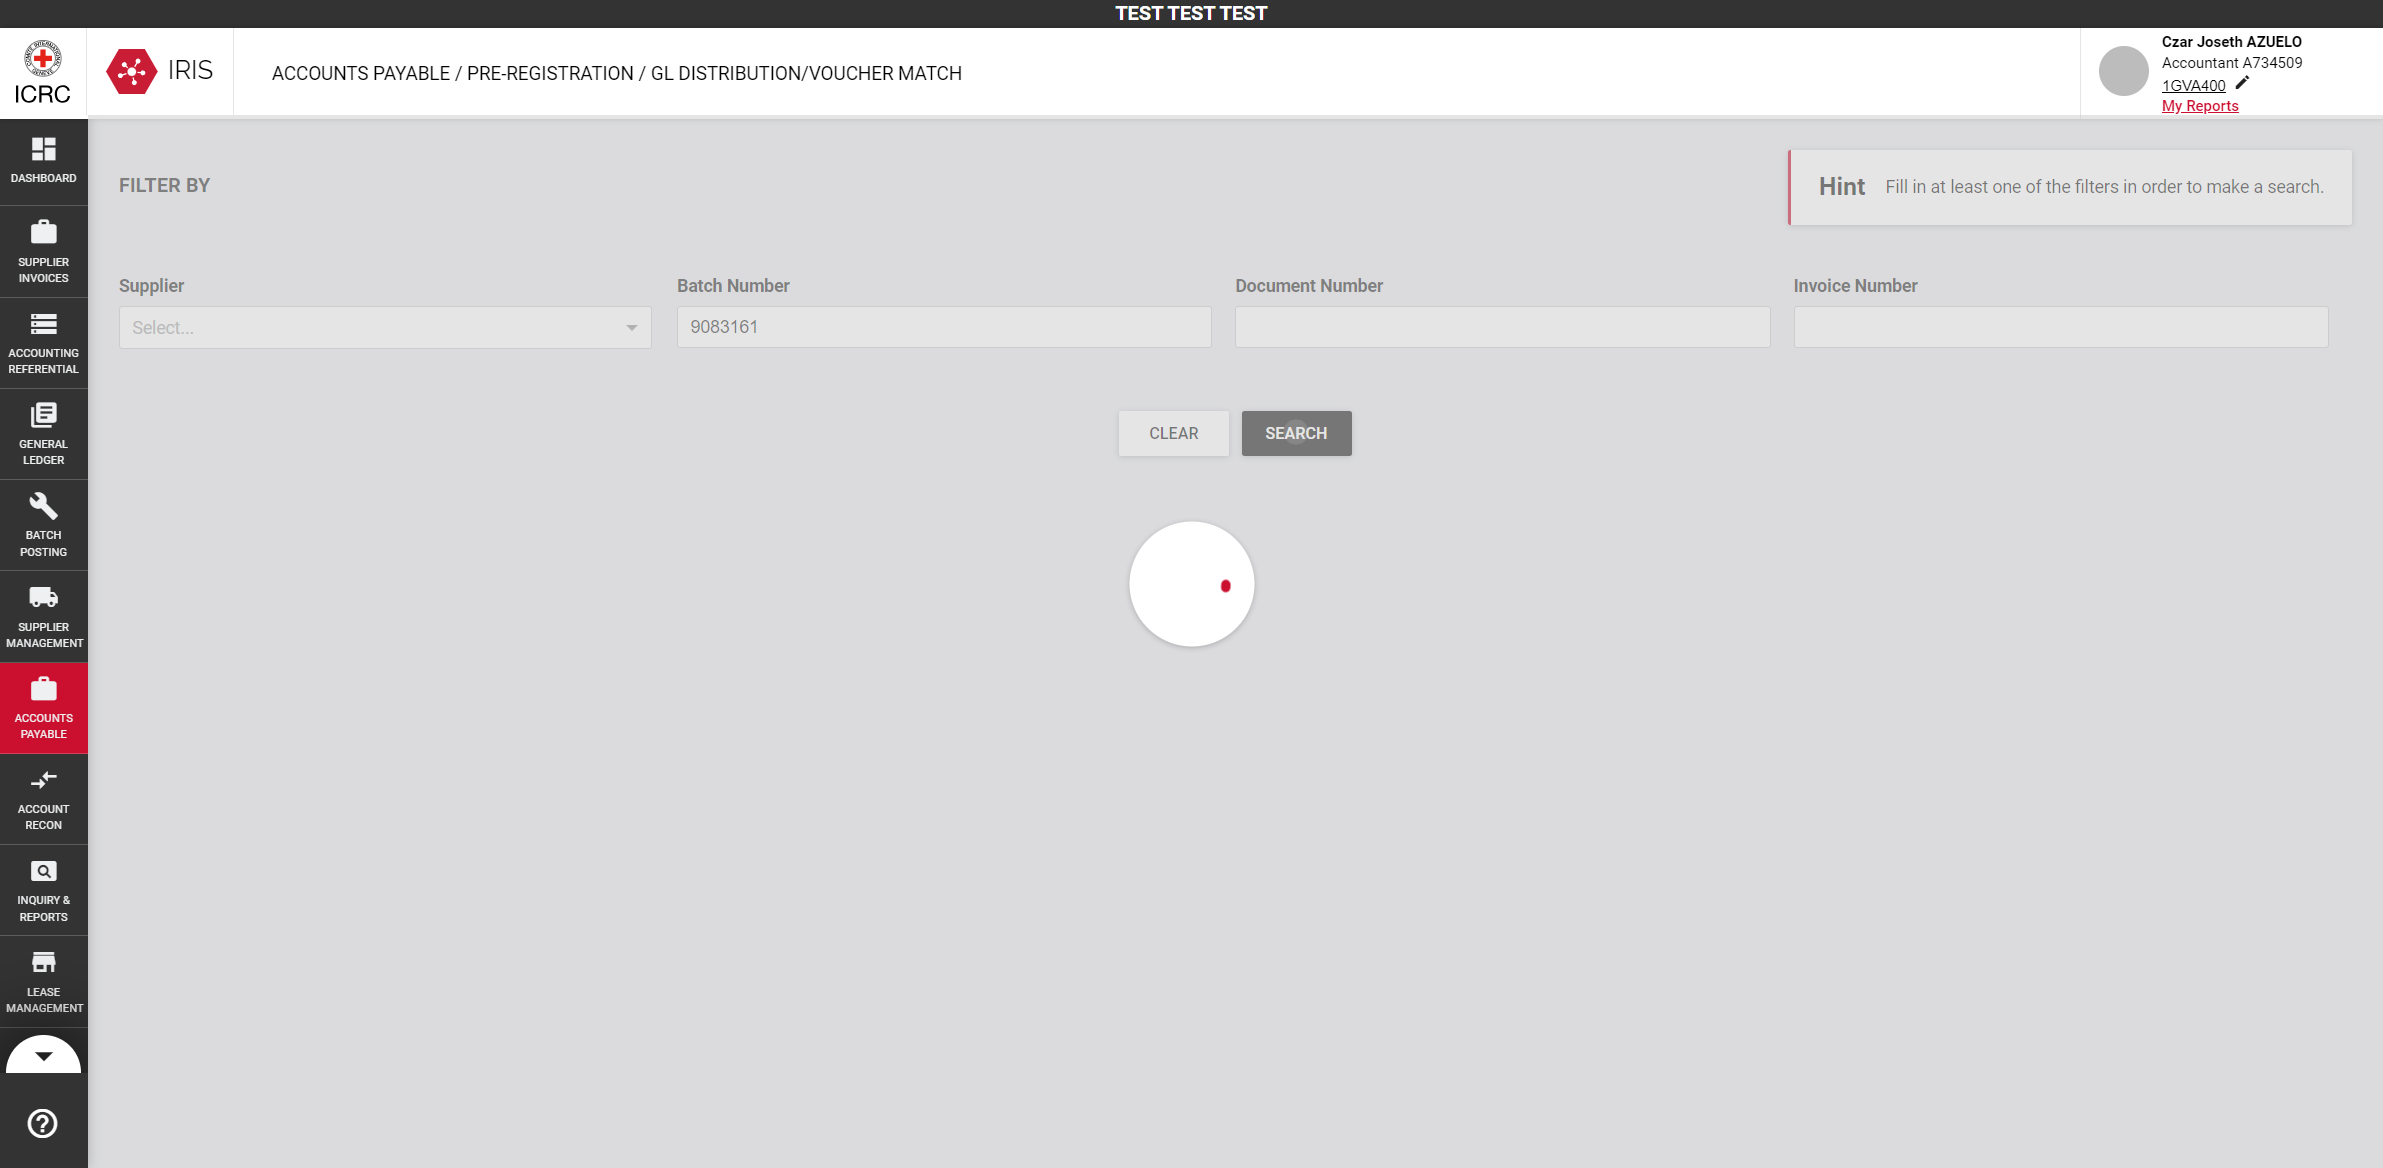 TEST TEST TEST
ICRC
IRIS
ACCOUNTS PAYABLE / PRE-REGISTRATION / GL DISTRIBUTION/VOUCHER MATCH
Czar Joseth AZUELO
Accountant A734509
1GVA400
My Reports
DASHBOARD
SUPPLIER
INVOICES
ACCOUNTING
REFERENTIAL
GENERAL
LEDGER
BATCH
POSTING
SUPPLIER
MANAGEMENT
ACCOUNTS
PAYABLE
ACCOUNT
RECON
INQUIRY &
REPORTS
LEASE
MANAGEMENT
FILTER BY
Hint Fill in at least one of the filters in order to make a search.
Supplier
Select...
Batch Number
9083161
Document Number
Invoice Number
CLEAR
SEARCH